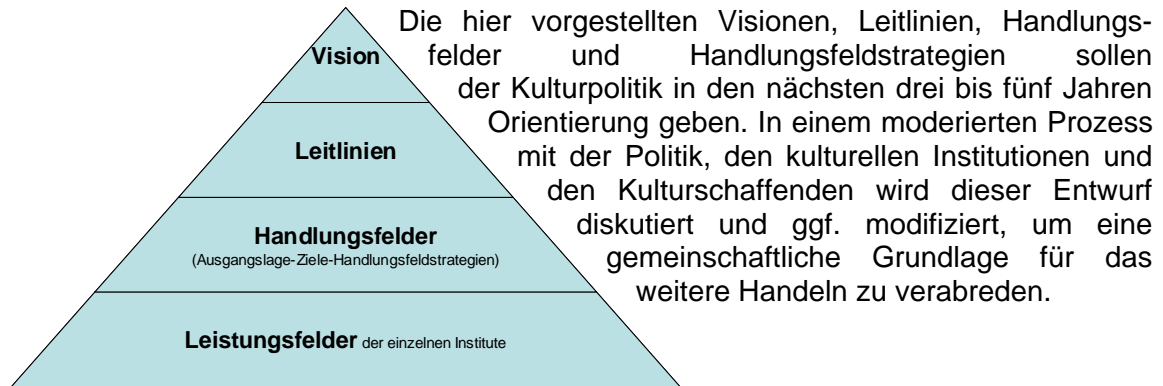 Vision
Leitlinien
Handlungsfelder
(Ausgangslage-Ziele-Handlungsfeldstrategien)
Leistungsfelder der einzelnen Institute
Die hier vorgestellten Visionen, Leitlinien, Handlungs-
felder und Handlungsfeldstrategien sollen
der Kulturpolitik in den nächsten drei bis fünf Jahren
Orientierung geben. In einem moderierten Prozess
mit der Politik, den kulturellen Institutionen und
den Kulturschaffenden wird dieser Entwurf
diskutiert und ggf. modifiziert, um eine
gemeinschaftliche Grundlage für das
weitere Handeln zu verabreden.